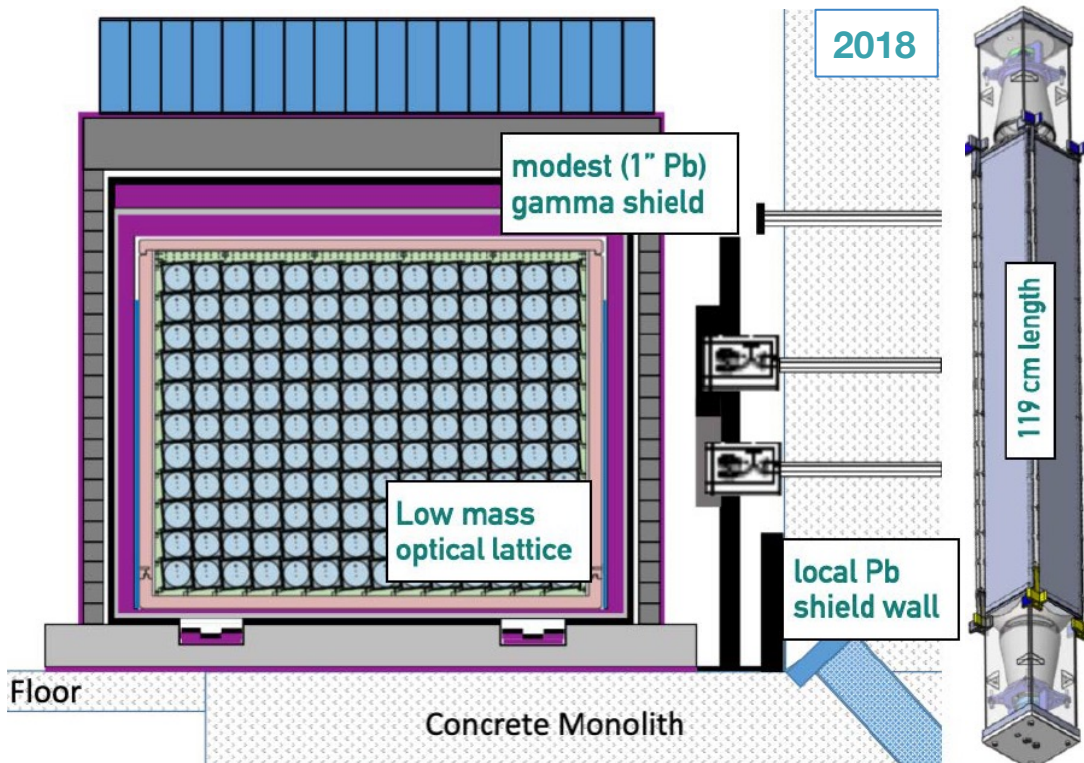 2018
modest (1” Pb)
gamma shield
119 cm length
Low mass
optical lattice
local Pb
shield wall
Floor
Concrete Monolith